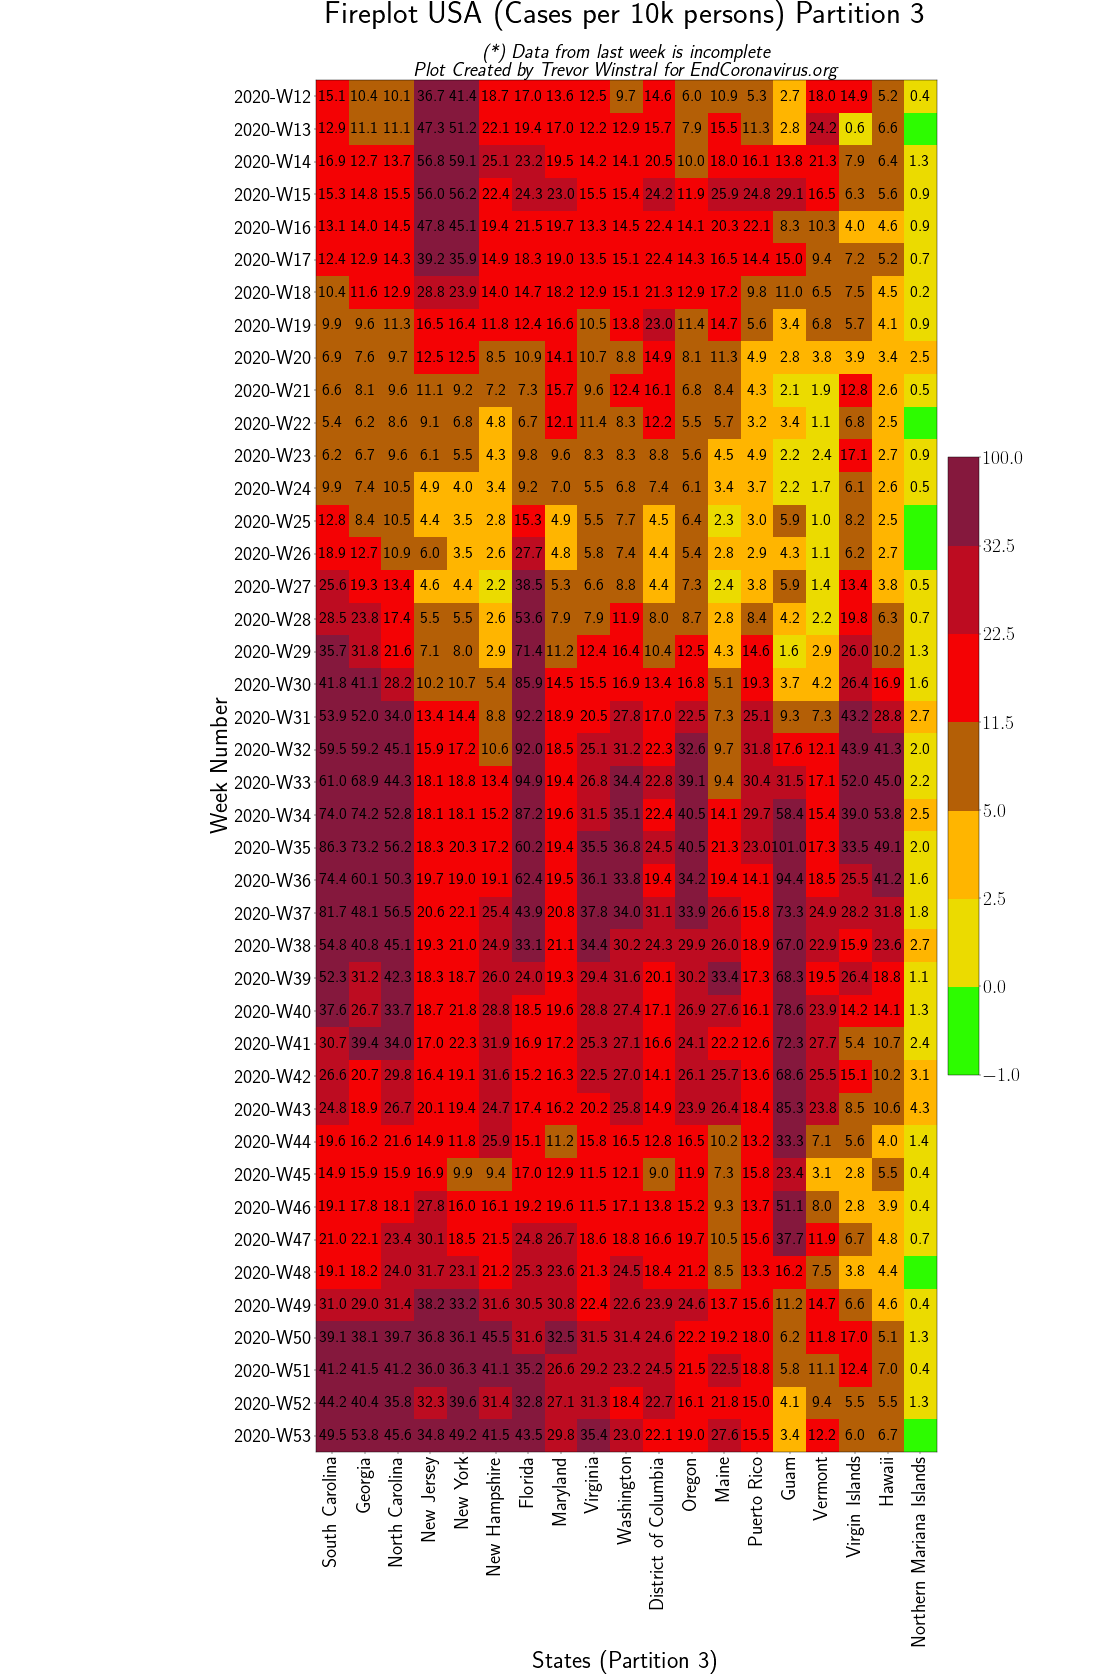 Fireplot USA (Cases per 10k persons) Partition 3
(*) Data from last week is incomplete
Plot Created by Trevor Winstral for EndCoronavirus.org
2020-W12 15.1 10.4 10.1 36.7 41.4 18.7 17.0 13.6 12.5 9.7 14.6 6.0 10.9 5.3 2.7 18.0 14.9 5.2 0.4
2020-W13 12.9 11.1 11.1 47.3 51.2 22.1 19.4 17.0 12.2 12.9 15.7 7.9 15.5 11.3 2.8 24.2 0.6 6.6
2020-W14 16.9 12.7 13.7 56.8 59.1 25.1 23.2 19.5 14.2 14.1 20.5 10.0 18.0 16.1 13.8 21.3 7.9 6.4 1.3
2020-W15 15.3 14.8 15.5 56.0 56.2 22.4 24.3 23.0 15.5 15.4 24.2 11.9 25.9 24.8 29.1 16.5 6.3 5.6 0.9
2020-W16 13.1 14.0 14.5 47.8 45.1 19.4 21.5 19.7 13.3 14.5 22.4 14.1 20.3 22.1 8.3 10.3 4.0 4.6 0.9
2020-W17 12.4 12.9 14.3 39.2 35.9 14.9 18.3 19.0 13.5 15.1 22.4 14.3 16.5 14.4 15.0 9.4 7.2 5.2 0.7
2020-W18 10.4 11.6 12.9 28.8 23.9 14.0 14.7 18.2 12.9 15.1 21.3 12.9 17.2 9.8 11.0 6.5 7.5 4.5 0.2
2020-W19 9.9 9.6 11.3 16.5 16.4 11.8 12.4 16.6 10.5 13.8 23.0 11.4 14.7 5.6 3.4 6.8 5.7 4.1 0.9
2020-W20 6.9 7.6 9.7 12.5 12.5 8.5 10.9 14.1 10.7 8.8 14.9 8.1 11.3 4.9 2.8 3.8 3.9 3.4 2.5
2020-W21 6.6 8.1 9.6 11.1 9.2 7.2 7.3 15.7 9.6 12.4 16.1 6.8 8.4 4.3 2.1 1.9 12.8 2.6 0.5
2020-W22 5.4 6.2 8.6 9.1 6.8 4.8 6.7 12.1 11.4 8.3 12.2 5.5 5.7 3.2 3.4 1.1 6.8 2.5
2020-W23 6.2 6.7 9.6 6.1 5.5 4.3 9.8 9.6 8.3 8.3 8.8 5.6 4.5 4.9 2.2 2.4 17.1 2.7 0.9
2020-W24 9.9 7.4 10.5 4.9 4.0 3.4 9.2 7.0 5.5 6.8 7.4 6.1 3.4 3.7 2.2 1.7 6.1 2.6 0.5
2020-W25 12.8 8.4 10.5 4.4 3.5 2.8 15.3 4.9 5.5 7.7 4.5 6.4 2.3 3.0 5.9 1.0 8.2 2.5
2020-W26 18.9 12.7 10.9 6.0 3.5 2.6 27.7 4.8 5.8 7.4 4.4 5.4 2.8 2.9 4.3 1.1 6.2 2.7
2020-W27 25.6 19.3 13.4 4.6 4.4 2.2 38.5 5.3 6.6 8.8 4.4 7.3 2.4 3.8 5.9 1.4 13.4 3.8 0.5
2020-W28 28.5 23.8 17.4 5.5 5.5 2.6 53.6 7.9 7.9 11.9 8.0 8.7 2.8 8.4 4.2 2.2 19.8 6.3 0.7
2020-W29 35.7 31.8 21.6 7.1 8.0 2.9 71.4 11.2 12.4 16.4 10.4 12.5 4.3 14.6 1.6 2.9 26.0 10.2 1.3
2020-W30 41.8 41.1 28.2 10.2 10.7 5.4 85.9 14.5 15.5 16.9 13.4 16.8 5.1 19.3 3.7 4.2 26.4 16.9 1.6
2020-W31 53.9 52.0 34.0 13.4 14.4 8.8 92.2 18.9 20.5 27.8 17.0 22.5 7.3 25.1 9.3 7.3 43.2 28.8 2.7
2020-W32 59.5 59.2 45.1 15.9 17.2 10.6 92.0 18.5 25.1 31.2 22.3 32.6 9.7 31.8 17.6 12.1 43.9 41.3 2.0
2020-W33 61.0 68.9 44.3 18.1 18.8 13.4 94.9 19.4 26.8 34.4 22.8 39.1 9.4 30.4 31.5 17.1 52.0 45.0 2.2
2020-W34 74.0 74.2 52.8 18.1 18.1 15.2 87.2 19.6 31.5 35.1 22.4 40.5 14.1 29.7 58.4 15.4 39.0 53.8 2.5
2020-W35 86.3 73.2 56.2 18.3 20.3 17.2 60.2 19.4 35.5 36.8 24.5 40.5 21.3 23.0 101.0 17.3 33.5 49.1 2.0
2020-W36 74.4 60.1 50.3 19.7 19.0 19.1 62.4 19.5 36.1 33.8 19.4 34.2 19.4 14.1 94.4 18.5 25.5 41.2 1.6
2020-W37 81.7 48.1 56.5 20.6 22.1 25.4 43.9 20.8 37.8 34.0 31.1 33.9 26.6 15.8 73.3 24.9 28.2 31.8 1.8
2020-W38 54.8 40.8 45.1 19.3 21.0 24.9 33.1 21.1 34.4 30.2 24.3 29.9 26.0 18.9 67.0 22.9 15.9 23.6 2.7
2020-W39 52.3 31.2 42.3 18.3 18.7 26.0 24.0 19.3 29.4 31.6 20.1 30.2 33.4 17.3 68.3 19.5 26.4 18.8 1.1
2020-W40 37.6 26.7 33.7 18.7 21.8 28.8 18.5 19.6 28.8 27.4 17.1 26.9 27.6 16.1 78.6 23.9 14.2 14.1 1.3
2020-W41 30.7 39.4 34.0 17.0 22.3 31.9 16.9 17.2 25.3 27.1 16.6 24.1 22.2 12.6 72.3 27.7 5.4 10.7 2.4
2020-W42 26.6 20.7 29.8 16.4 19.1 31.6 15.2 16.3 22.5 27.0 14.1 26.1 25.7 13.6 68.6 25.5 15.1 10.2 3.1
2020-W43 24.8 18.9 26.7 20.1 19.4 24.7 17.4 16.2 20.2 25.8 14.9 23.9 26.4 18.4 85.3 23.8 8.5 10.6 4.3
2020-W44 19.6 16.2 21.6 14.9 11.8 25.9 15.1 11.2 15.8 16.5 12.8 16.5 10.2 13.2 33.3 7.1 5.6 4.0 1.4
2020-W45 14.9 15.9 15.9 16.9 9.9 9.4 17.0 12.9 11.5 12.1 9.0 11.9 7.3 15.8 23.4 3.1 2.8 5.5 0.4
2020-W46 19.1 17.8 18.1 27.8 16.0 16.1 19.2 19.6 11.5 17.1 13.8 15.2 9.3 13.7 51.1 8.0 2.8 3.9 0.4
2020-W47 21.0 22.1 23.4 30.1 18.5 21.5 24.8 26.7 18.6 18.8 16.6 19.7 10.5 15.6 37.7 11.9 6.7 4.8 0.7
2020-W48 19.1 18.2 24.0 31.7 23.1 21.2 25.3 23.6 21.3 24.5 18.4 21.2 8.5 13.3 16.2 7.5 3.8 4.4
2020-W49 31.0 29.0 31.4 38.2 33.2 31.6 30.5 30.8 22.4 22.6 23.9 24.6 13.7 15.6 11.2 14.7 6.6 4.6 0.4
2020-W50 39.1 38.1 39.7 36.8 36.1 45.5 31.6 32.5 31.5 31.4 24.6 22.2 19.2 18.0 6.2 11.8 17.0 5.1 1.3
2020-W51 41.2 41.5 41.2 36.0 36.3 41.1 35.2 26.6 29.2 23.2 24.5 21.5 22.5 18.8 5.8 11.1 12.4 7.0 0.4
2020-W52 44.2 40.4 35.8 32.3 39.6 31.4 32.8 27.1 31.3 18.4 22.7 16.1 21.8 15.0 4.1 9.4 5.5 5.5 1.3
2020-W53 49.5 53.8 45.6 34.8 49.2 41.5 43.5 29.8 35.4 23.0 22.1 19.0 27.6 15.5 3.4 12.2 6.0 6.7
Week Number
100.0
32.5
22.5
11.5
5.0
2.5
0.0
−1.0
South Carolina
Georgia
North Carolina
New Jersey
New York
New Hampshire
Florida
Maryland
Virginia
Washington
District of Columbia
Oregon
Maine
Puerto Rico
Guam
Vermont
Virgin Islands
Hawaii
Northern Mariana Islands
States (Partition 3)